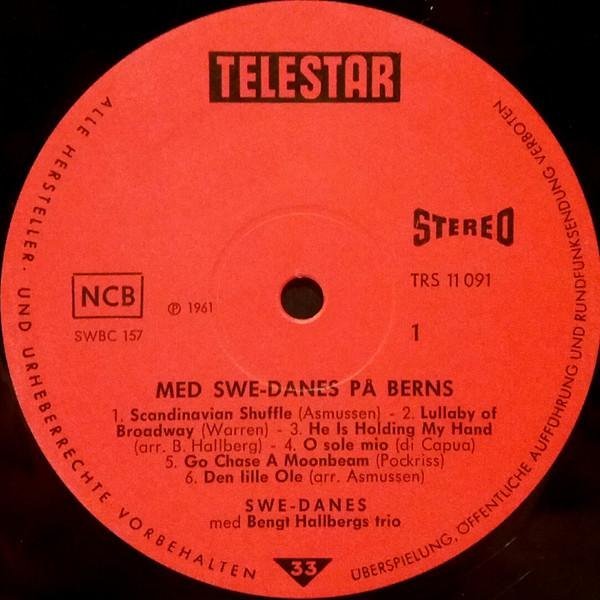 TELESTAR
ALLE HERSTELLER- UND URHEBERRECHTE VORBEHALTEN
ÜBERSPIELUNG, ÖFFENTLICHE AUFFÜHRUNG UND RUNDFUNKSENDUNG VERBOTEN
STEREO
NCB
℗ 1961
TRS 11 091
SWBC 157
1
MED SWE-DANES PÅ BERNS
1. Scandinavian Shuffle (Asmussen) - 2. Lullaby of
Broadway (Warren) - 3. He Is Holding My Hand
(arr. B. Hallberg) - 4. O sole mio (di Capua)
5. Go Chase A Moonbeam (Pockriss)
6. Den lille Ole (arr. Asmussen)
SWE-DANES
med Bengt Hallbergs trio
33